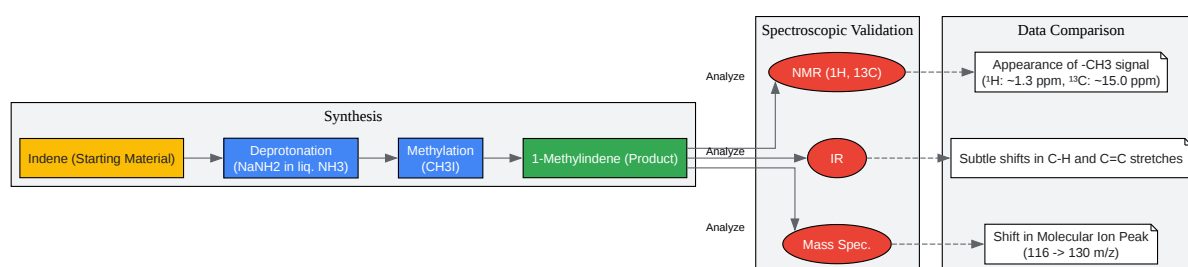 Synthesis
Indene (Starting Material)
Deprotonation
(NaNH2 in liq. NH3)
Methylation
(CH3I)
1-Methylindene (Product)
Analyze
Analyze
Analyze
Spectroscopic Validation
NMR (1H, 13C)
IR
Mass Spec.
Data Comparison
Appearance of -CH3 signal
(¹H: ~1.3 ppm, ¹³C: ~15.0 ppm)
Subtle shifts in C-H and C=C stretches
Shift in Molecular Ion Peak
(116 -> 130 m/z)